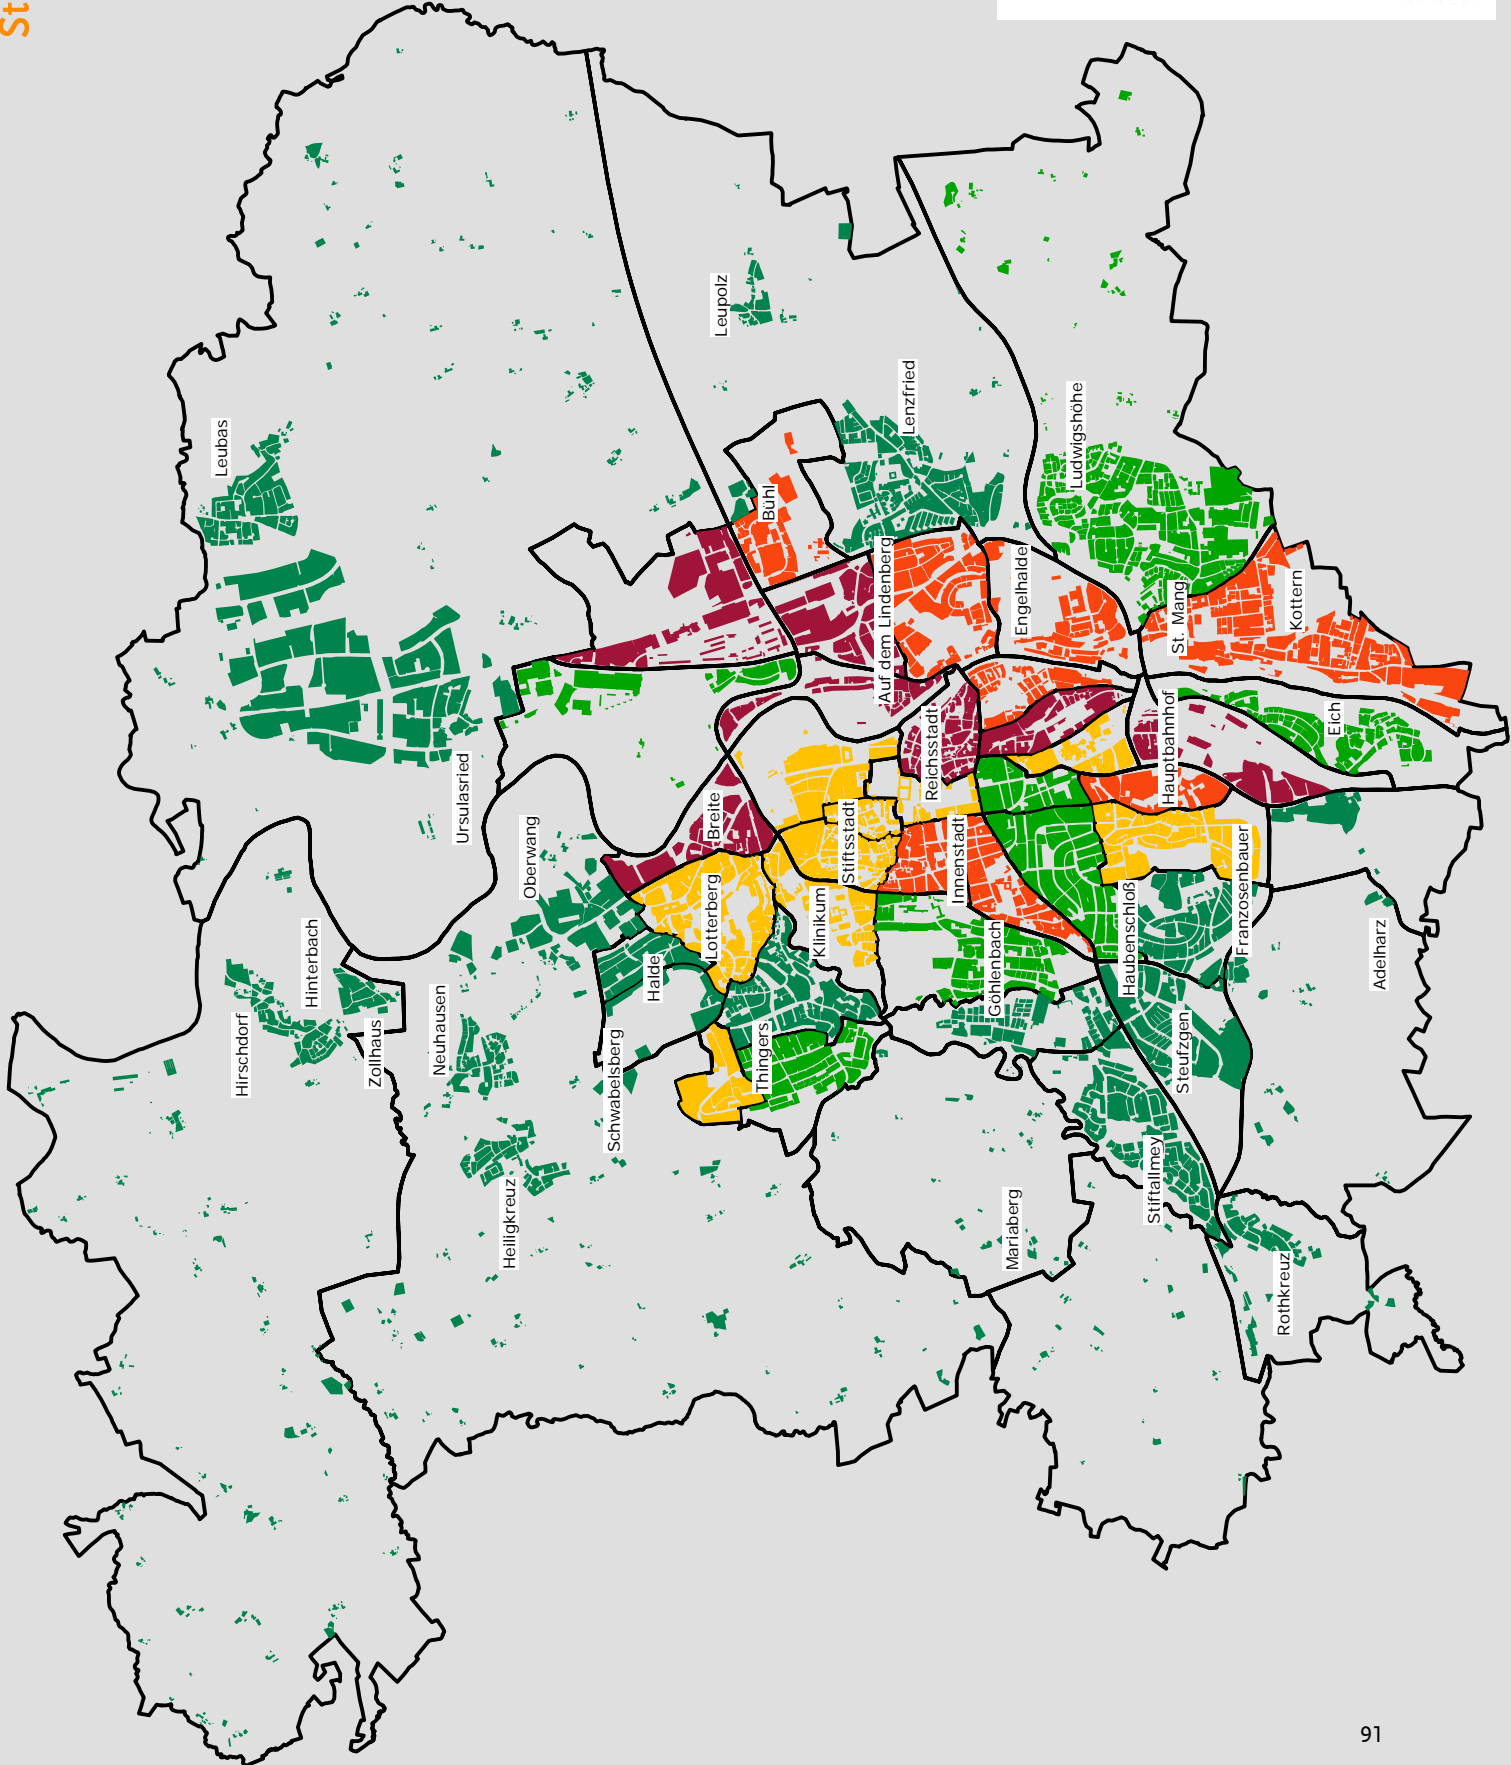 St
Leubas
Leupolz
Lenzfried
Ludwigshöhe
Bühl
Auf dem Lindenberg
Engelhalde
St. Mang
Kottern
Ursulasried
Breite
Reichsstadt
Hauptbahnhof
Eich
Oberwang
Stiftsstadt
Innenstadt
Lotterberg
Klinikum
Haubenschloß
Franzosenbauer
Hinterbach
Halde
Göhlenbach
Adelharz
Hirschdorf
Zollhaus
Neuhausen
Schwabelsberg
Thingers
Steufzgen
Heiligkreuz
Mariaberg
Stiftallmey
Rothkreuz
91